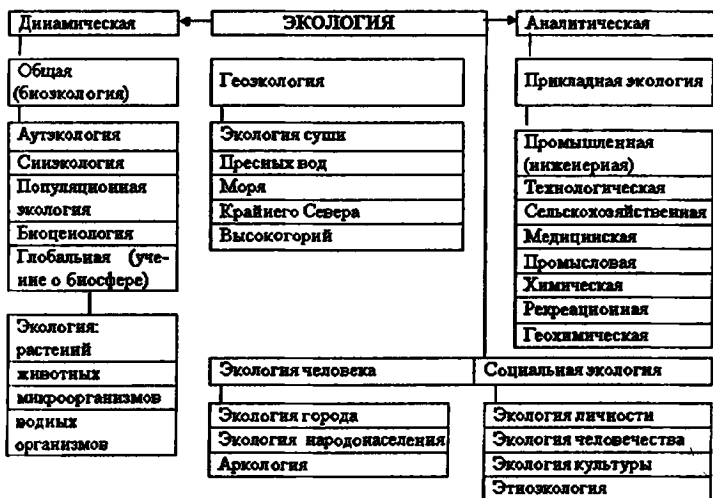 Динамическая
ЭКОЛОГИЯ
Аналитическая
Общая
(биоэкология)
Геоэкология
Прикладная экология
Аутэкология
Синэкология
Популяционная
экология
Биоценология
Глобальная (уче-
ние о биосфере)
Экология суши
Пресных вод
Моря
Крайнего Севера
Высокогорий
Промышленная
(инженерная)
Технологическая
Сельскохозяйственная
Медицинская
Промысловая
Химическая
Рекреационная
Геохимическая
Экология:
растений
животных
микроорганизмов
водных
организмов
Экология человека
Социальная экология
Экология города
Экология народонаселения
Аркология
Экология личности
Экология человечества
Экология культуры
Этноэкология